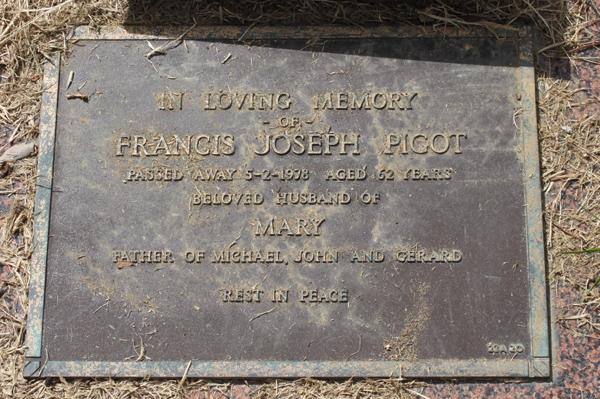 IN LOVING MEMORY
- OF -
FRANCIS JOSEPH PIGOT
PASSED AWAY 5-2-1978 AGED 62 YEARS
BELOVED HUSBAND OF
MARY
FATHER OF MICHAEL, JOHN AND GERARD
REST IN PEACE